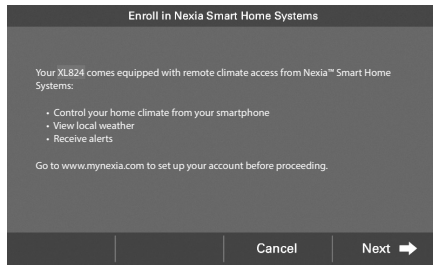 Enroll in Nexia Smart Home Systems
Your XL824 comes equipped with remote climate access from Nexia™ Smart Home
Systems:
• Control your home climate from your smartphone
• View local weather
• Receive alerts
Go to www.mynexia.com to set up your account before proceeding.
Cancel
Next